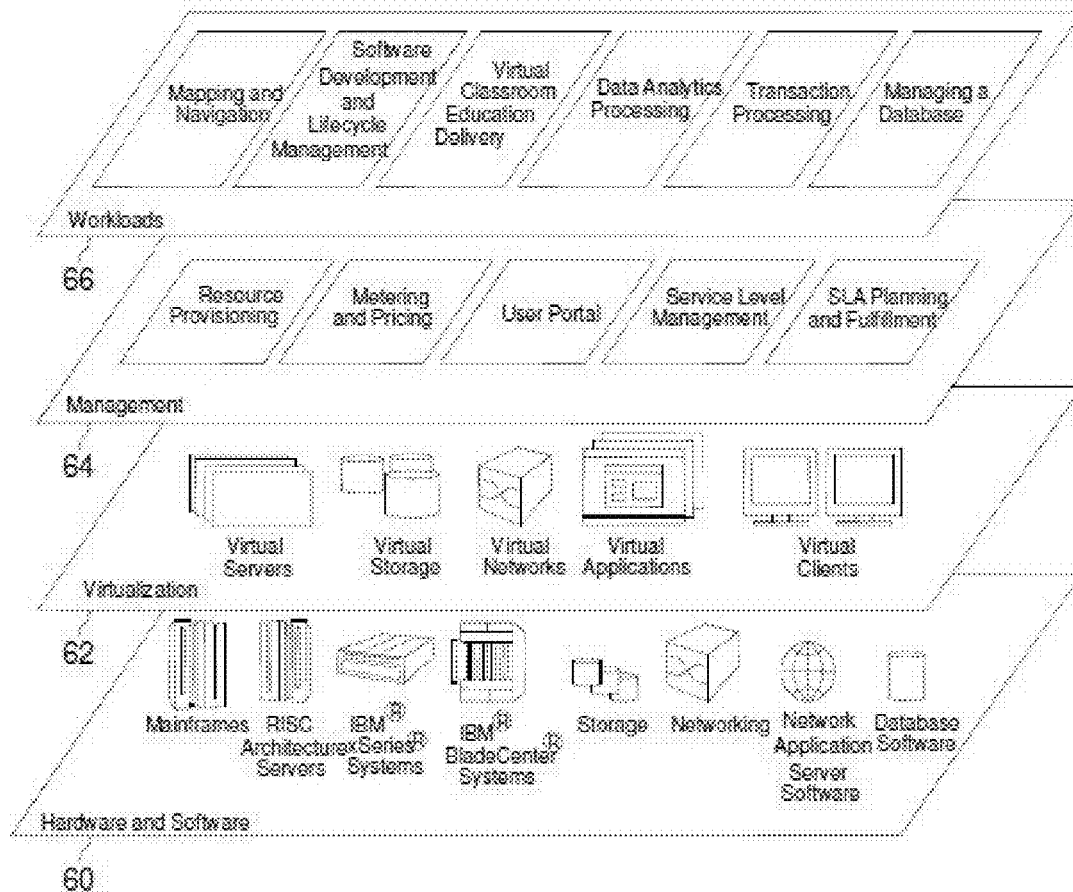 Mapping and
Navigation
Software
Development
and
Lifecycle
Management
Virtual
Classroom
Education
Delivery
Data Analytics
Processing
Transaction
Processing
Managing a
Database
Workloads
66
Resource
Provisioning
Metering
and Pricing
User Portal
Service Level
Management
SLA Planning
and Fulfillment
Management
64
Virtual
Servers
Virtual
Storage
Virtual
Networks
Virtual
Applications
Virtual
Clients
Virtualization
62
Mainframes
RISC
Architecture
Servers
IBM®
xSeries®
Systems
IBM®
BladeCenter®
Systems
Storage
Networking
Network
Application
Server
Software
Database
Software
Hardware and Software
60